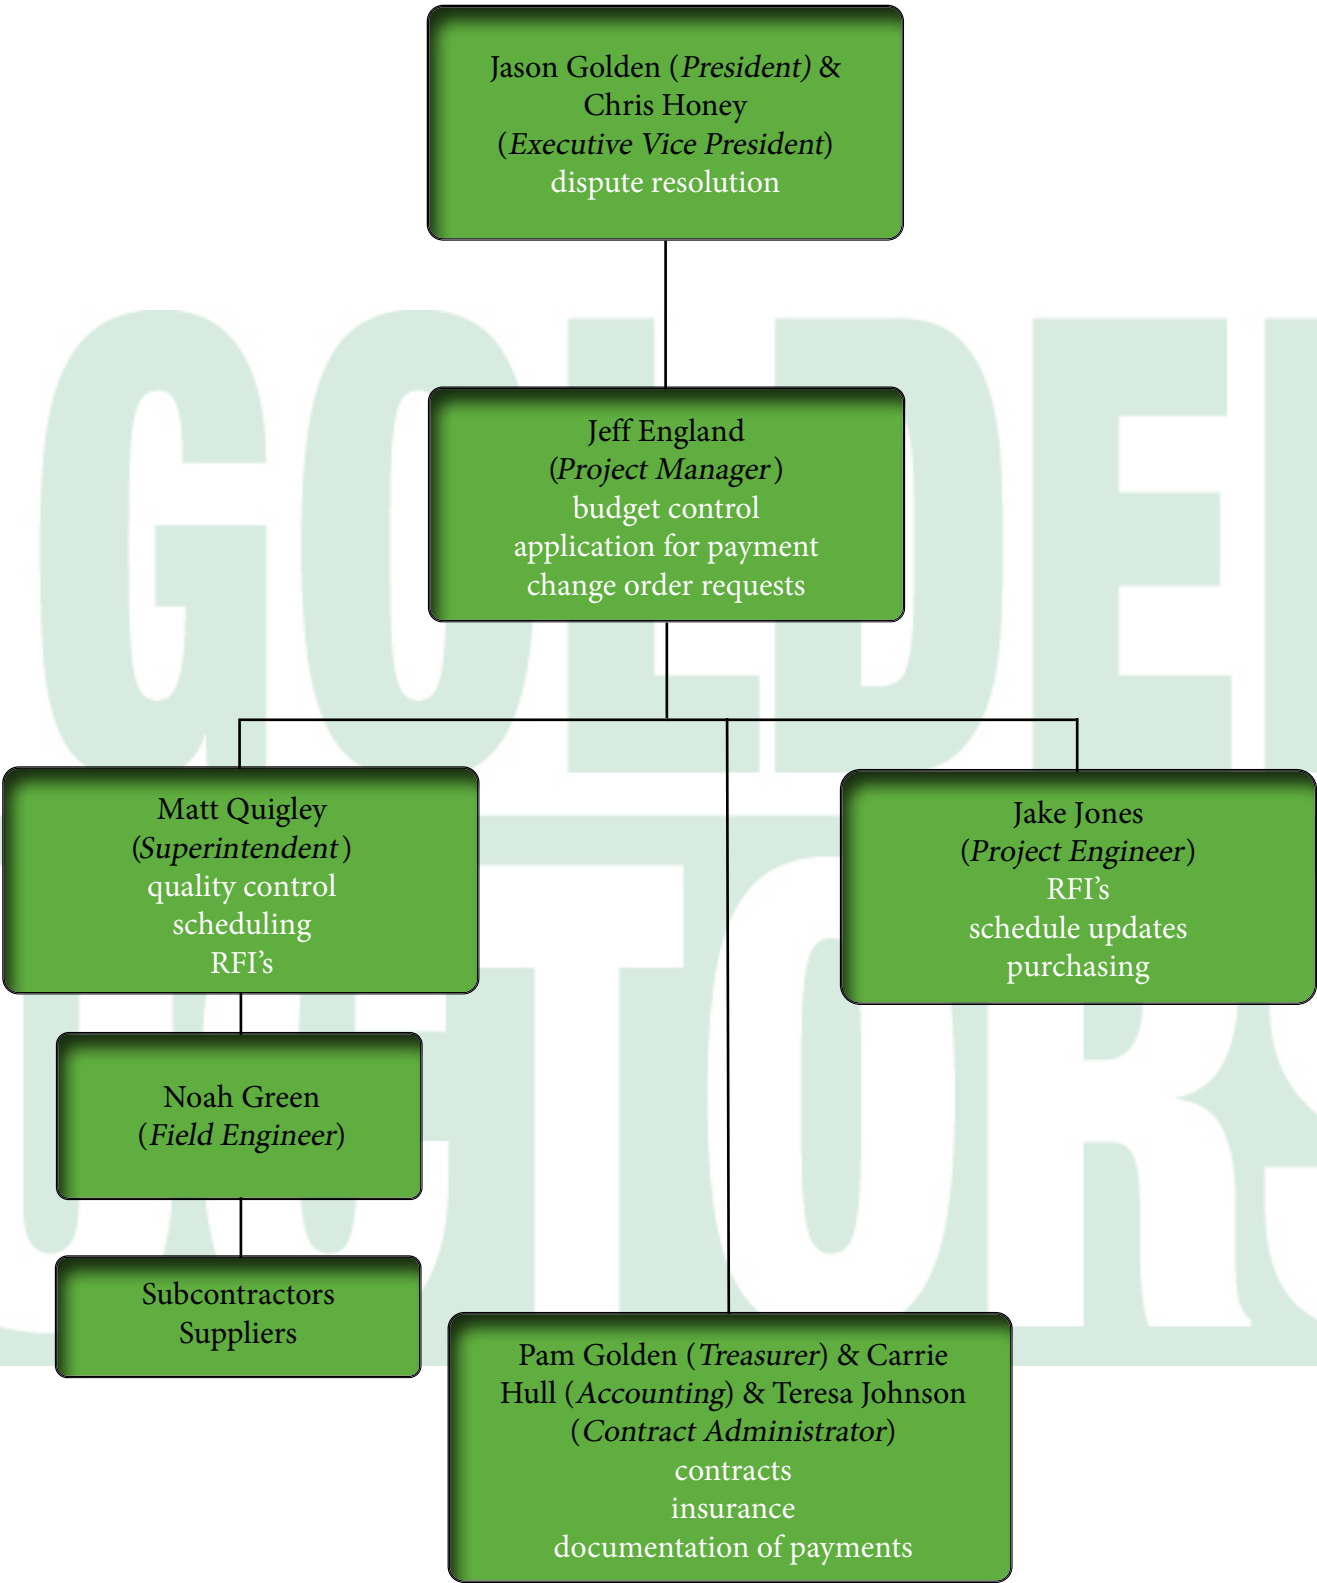 Jason Golden (President) &
Chris Honey
(Executive Vice President)
dispute resolution
Jeff England
(Project Manager)
budget control
application for payment
change order requests
Matt Quigley
(Superintendent)
quality control
scheduling
RFI's
Jake Jones
(Project Engineer)
RFI's
schedule updates
purchasing
Noah Green
(Field Engineer)
Subcontractors
Suppliers
Pam Golden (Treasurer) & Carrie
Hull (Accounting) & Teresa Johnson
(Contract Administrator)
contracts
insurance
documentation of payments